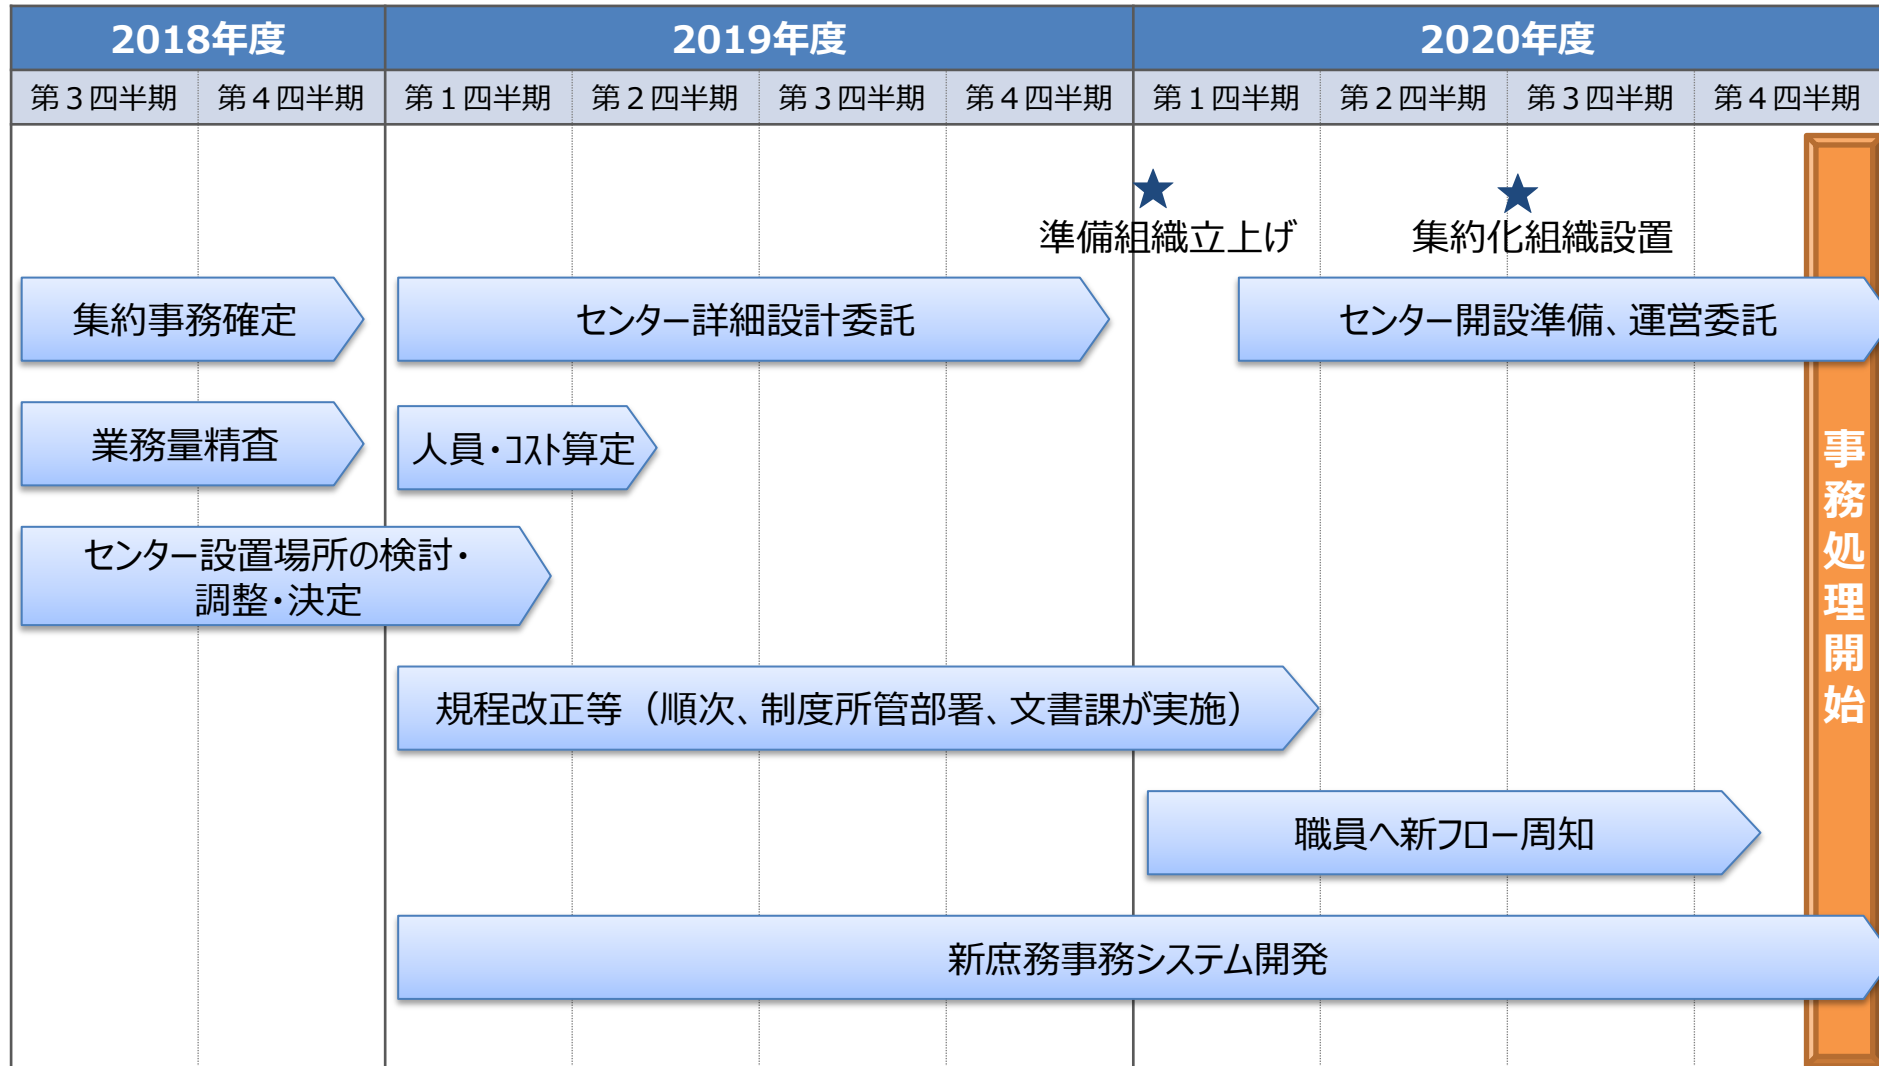 2018年度
2019年度
2020年度
第３四半期
第４四半期
第１四半期
第２四半期
第３四半期
第４四半期
第１四半期
第２四半期
第３四半期
第４四半期
準備組織立上げ
集約化組織設置
集約事務確定
センター詳細設計委託
センター開設準備、運営委託
業務量精査
人員・コスト算定
センター設置場所の検討・
調整・決定
規程改正等（順次、制度所管部署、文書課が実施）
職員へ新フロー周知
新庶務事務システム開発
事務処理開始